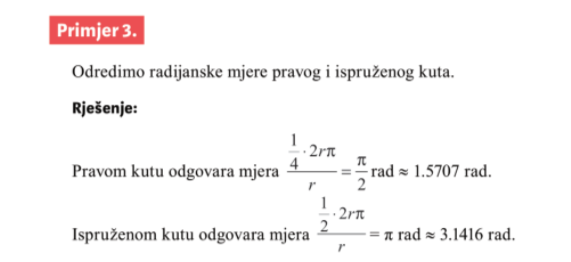 Primjer 3.
Odredimo radijanske mjere pravog i ispruženog kuta.
Rješenje:
Pravom kutu odgovara mjera \frac{\frac{1}{4} \cdot 2r\pi}{r} = \frac{\pi}{2} rad ≈ 1.5707 rad.
Ispruženom kutu odgovara mjera \frac{\frac{1}{2} \cdot 2r\pi}{r} = π rad ≈ 3.1416 rad.